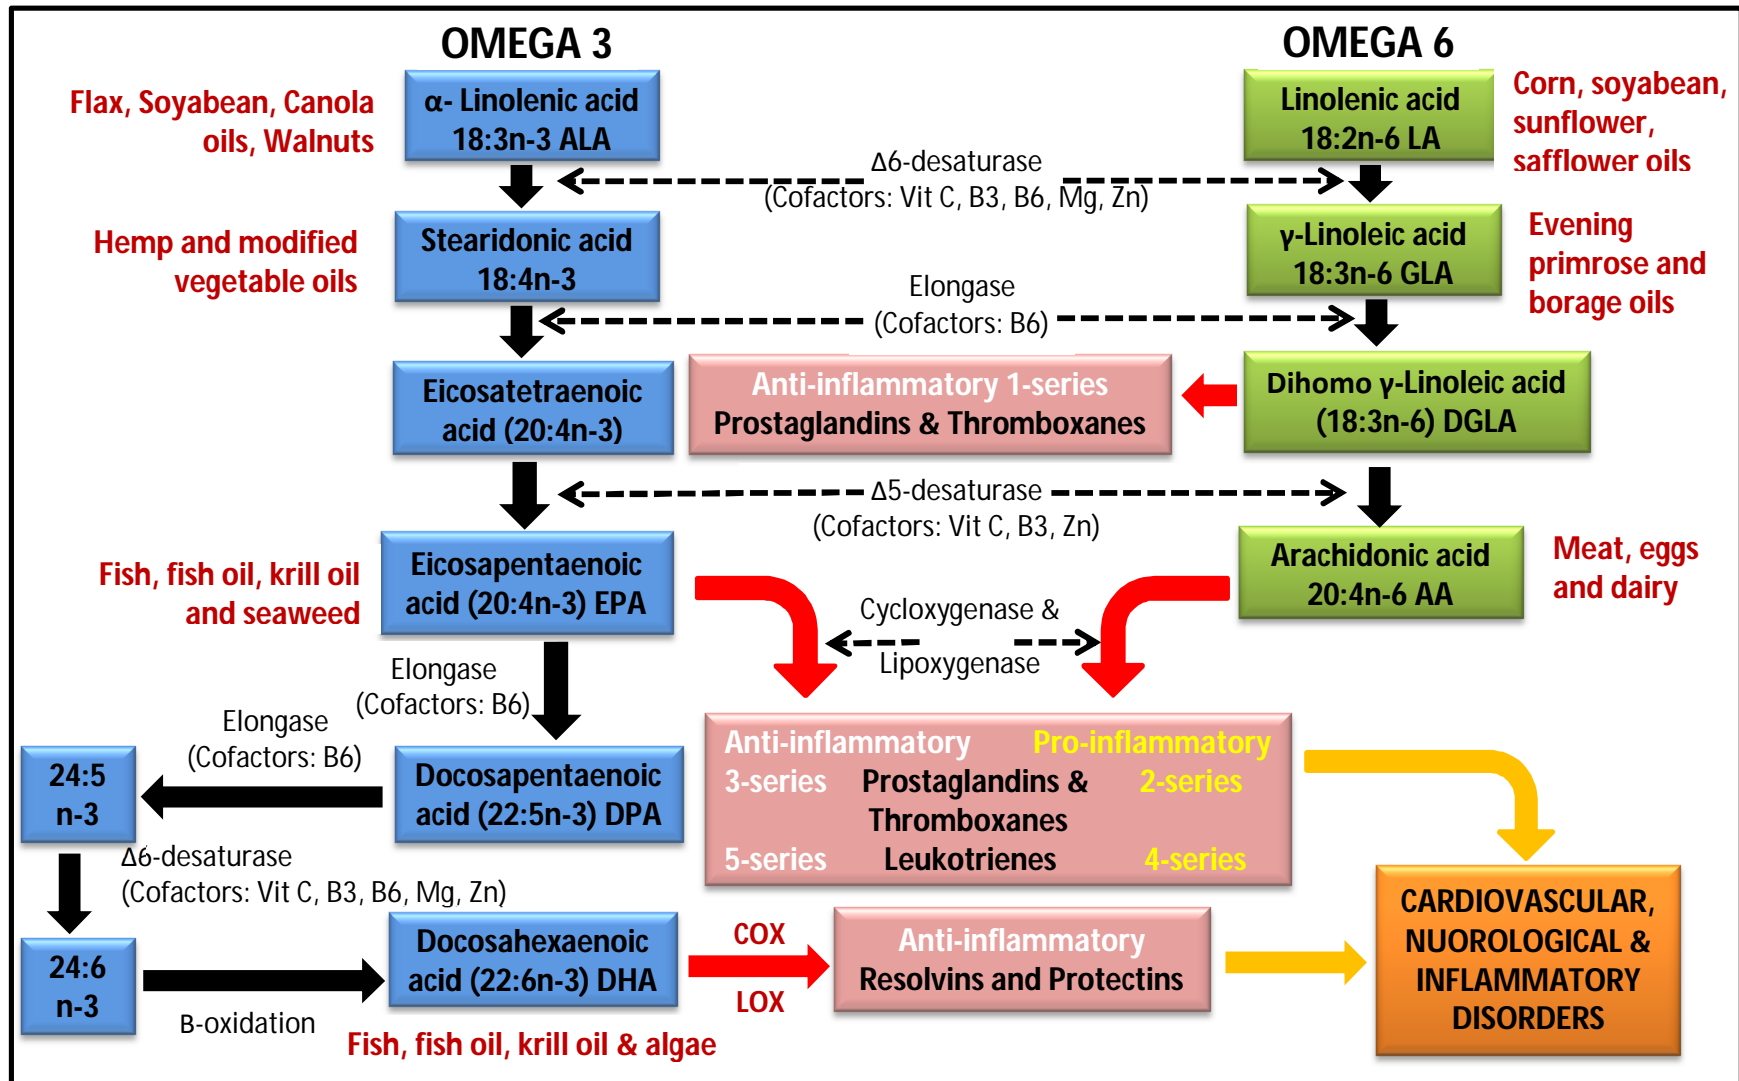 OMEGA 3
OMEGA 6
Flax, Soyabean, Canola
oils, Walnuts
α- Linolenic acid
18:3n-3 ALA
Linolenic acid
18:2n-6 LA
Corn, soyabean,
sunflower,
safflower oils
Δ6-desaturase
(Cofactors: Vit C, B3, B6, Mg, Zn)
Hemp and modified
vegetable oils
Stearidonic acid
18:4n-3
γ-Linoleic acid
18:3n-6 GLA
Evening
primrose and
borage oils
Elongase
(Cofactors: B6)
Eicosatetraenoic
acid (20:4n-3)
Anti-inflammatory 1-series
Prostaglandins & Thromboxanes
Dihomo γ-Linoleic acid
(18:3n-6) DGLA
Δ5-desaturase
(Cofactors: Vit C, B3, Zn)
Fish, fish oil, krill oil
and seaweed
Eicosapentaenoic
acid (20:4n-3) EPA
Arachidonic acid
20:4n-6 AA
Meat, eggs
and dairy
Cycloxygenase &
Lipoxygenase
Elongase
(Cofactors: B6)
Elongase
(Cofactors: B6)
24:5
n-3
Docosapentaenoic
acid (22:5n-3) DPA
Anti-inflammatory Pro-inflammatory
3-series Prostaglandins & 2-series
Thromboxanes
5-series Leukotrienes 4-series
Δ6-desaturase
(Cofactors: Vit C, B3, B6, Mg, Zn)
24:6
n-3
B-oxidation
Docosahexaenoic
acid (22:6n-3) DHA
COX
LOX
Anti-inflammatory
Resolvins and Protectins
CARDIOVASCULAR,
NUOROLOGICAL &
INFLAMMATORY
DISORDERS
Fish, fish oil, krill oil & algae